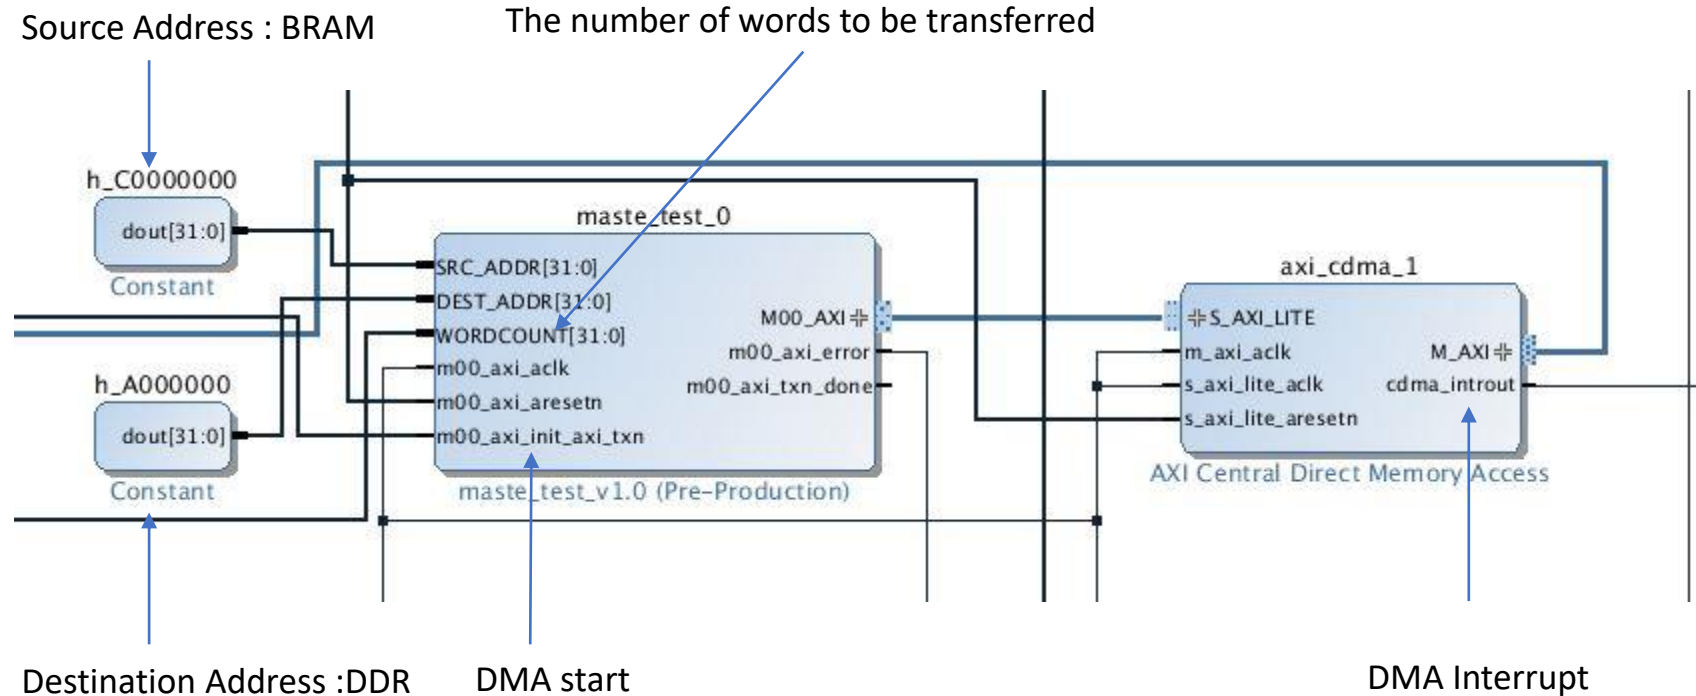 Source Address : BRAM
The number of words to be transferred
h_C0000000
dout[31:0]
Constant
h_A000000
dout[31:0]
Constant
maste_test_0
SRC_ADDR[31:0]
DEST_ADDR[31:0]
WORDCOUNT[31:0]
m00_axi_aclk
m00_axi_aresetn
m00_axi_init_axi_txn
M00_AXI
m00_axi_error
m00_axi_txn_done
maste_test_v1.0 (Pre-Production)
axi_cdma_1
S_AXI_LITE
m_axi_aclk
s_axi_lite_aclk
s_axi_lite_aresetn
M_AXI
cdma_introut
AXI Central Direct Memory Access
Destination Address :DDR
DMA start
DMA Interrupt